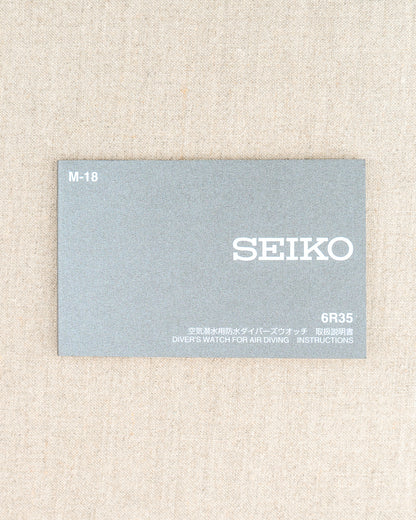 M-18
SEIKO
6R35
空気潜水用防水ダイバーズウオッチ 取扱説明書
DIVER'S WATCH FOR AIR DIVING INSTRUCTIONS